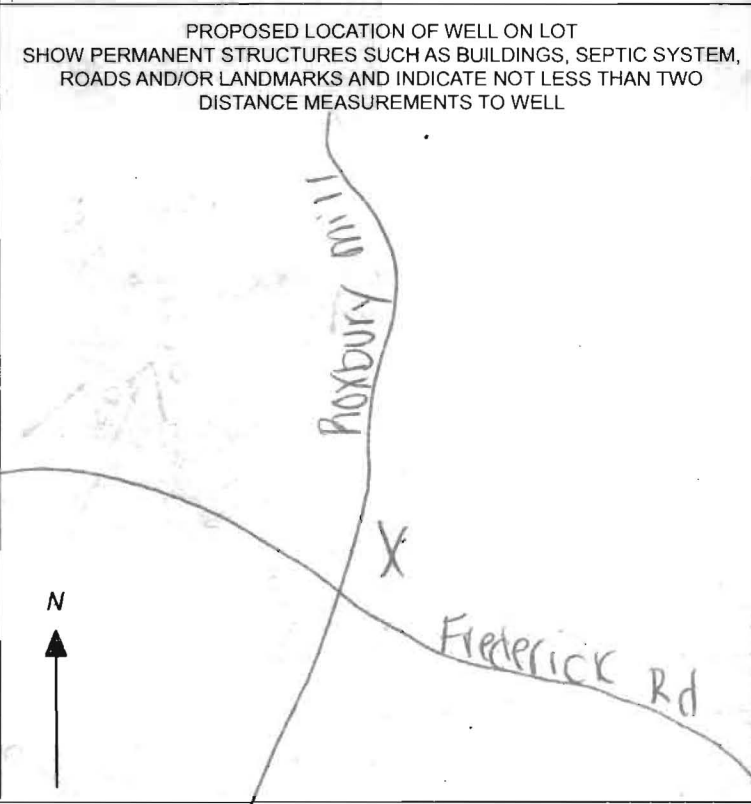 PROPOSED LOCATION OF WELL ON LOT
SHOW PERMANENT STRUCTURES SUCH AS BUILDINGS, SEPTIC SYSTEM,
ROADS AND/OR LANDMARKS AND INDICATE NOT LESS THAN TWO
DISTANCE MEASUREMENTS TO WELL
Roxbury Mill
X
N
Frederick Rd